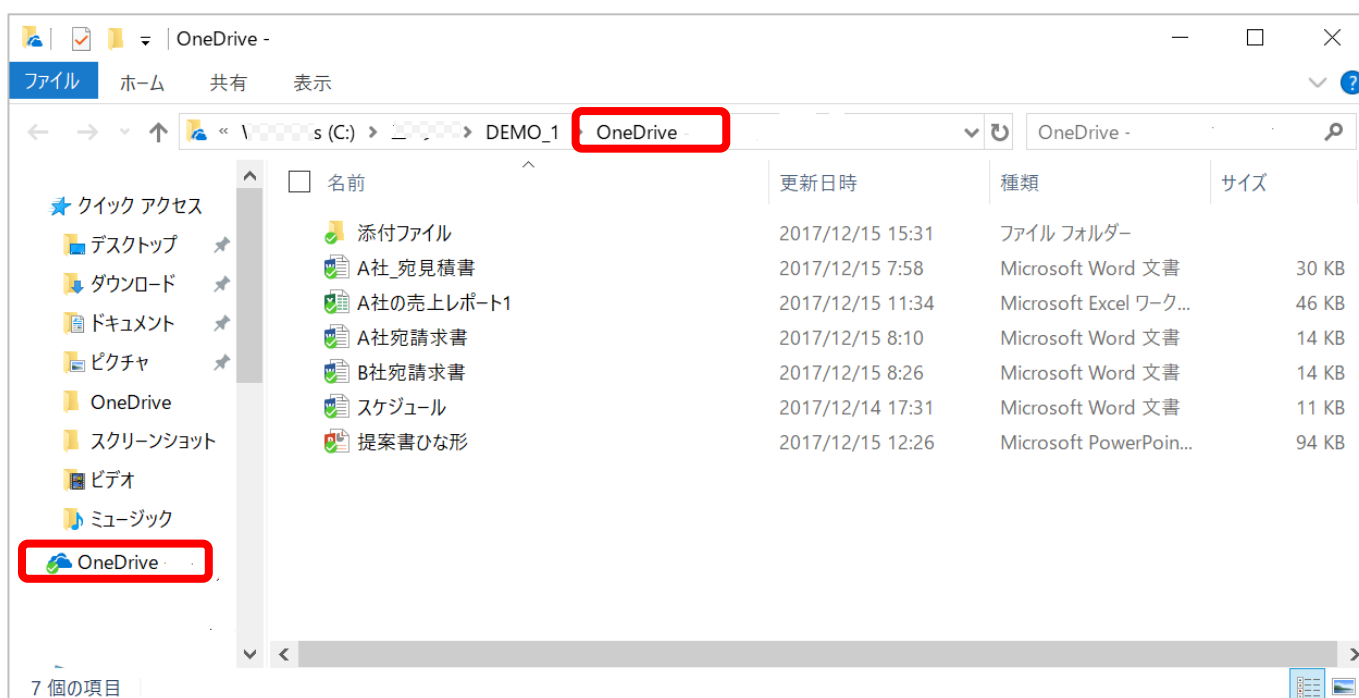 OneDrive -
ファイル ホーム 共有 表示
« s (C:) > > DEMO_1 > OneDrive - OneDrive -
名前 更新日時 種類 サイズ
クイック アクセス
デスクトップ
ダウンロード
ドキュメント
ピクチャ
OneDrive
スクリーンショット
ビデオ
ミュージック
OneDrive
添付ファイル 2017/12/15 15:31 ファイル フォルダー
A社_宛見積書 2017/12/15 7:58 Microsoft Word 文書 30 KB
A社の売上レポート1 2017/12/15 11:34 Microsoft Excel ワーク... 46 KB
A社宛請求書 2017/12/15 8:10 Microsoft Word 文書 14 KB
B社宛請求書 2017/12/15 8:26 Microsoft Word 文書 14 KB
スケジュール 2017/12/14 17:31 Microsoft Word 文書 11 KB
提案書ひな形 2017/12/15 12:26 Microsoft PowerPoin... 94 KB
7 個の項目